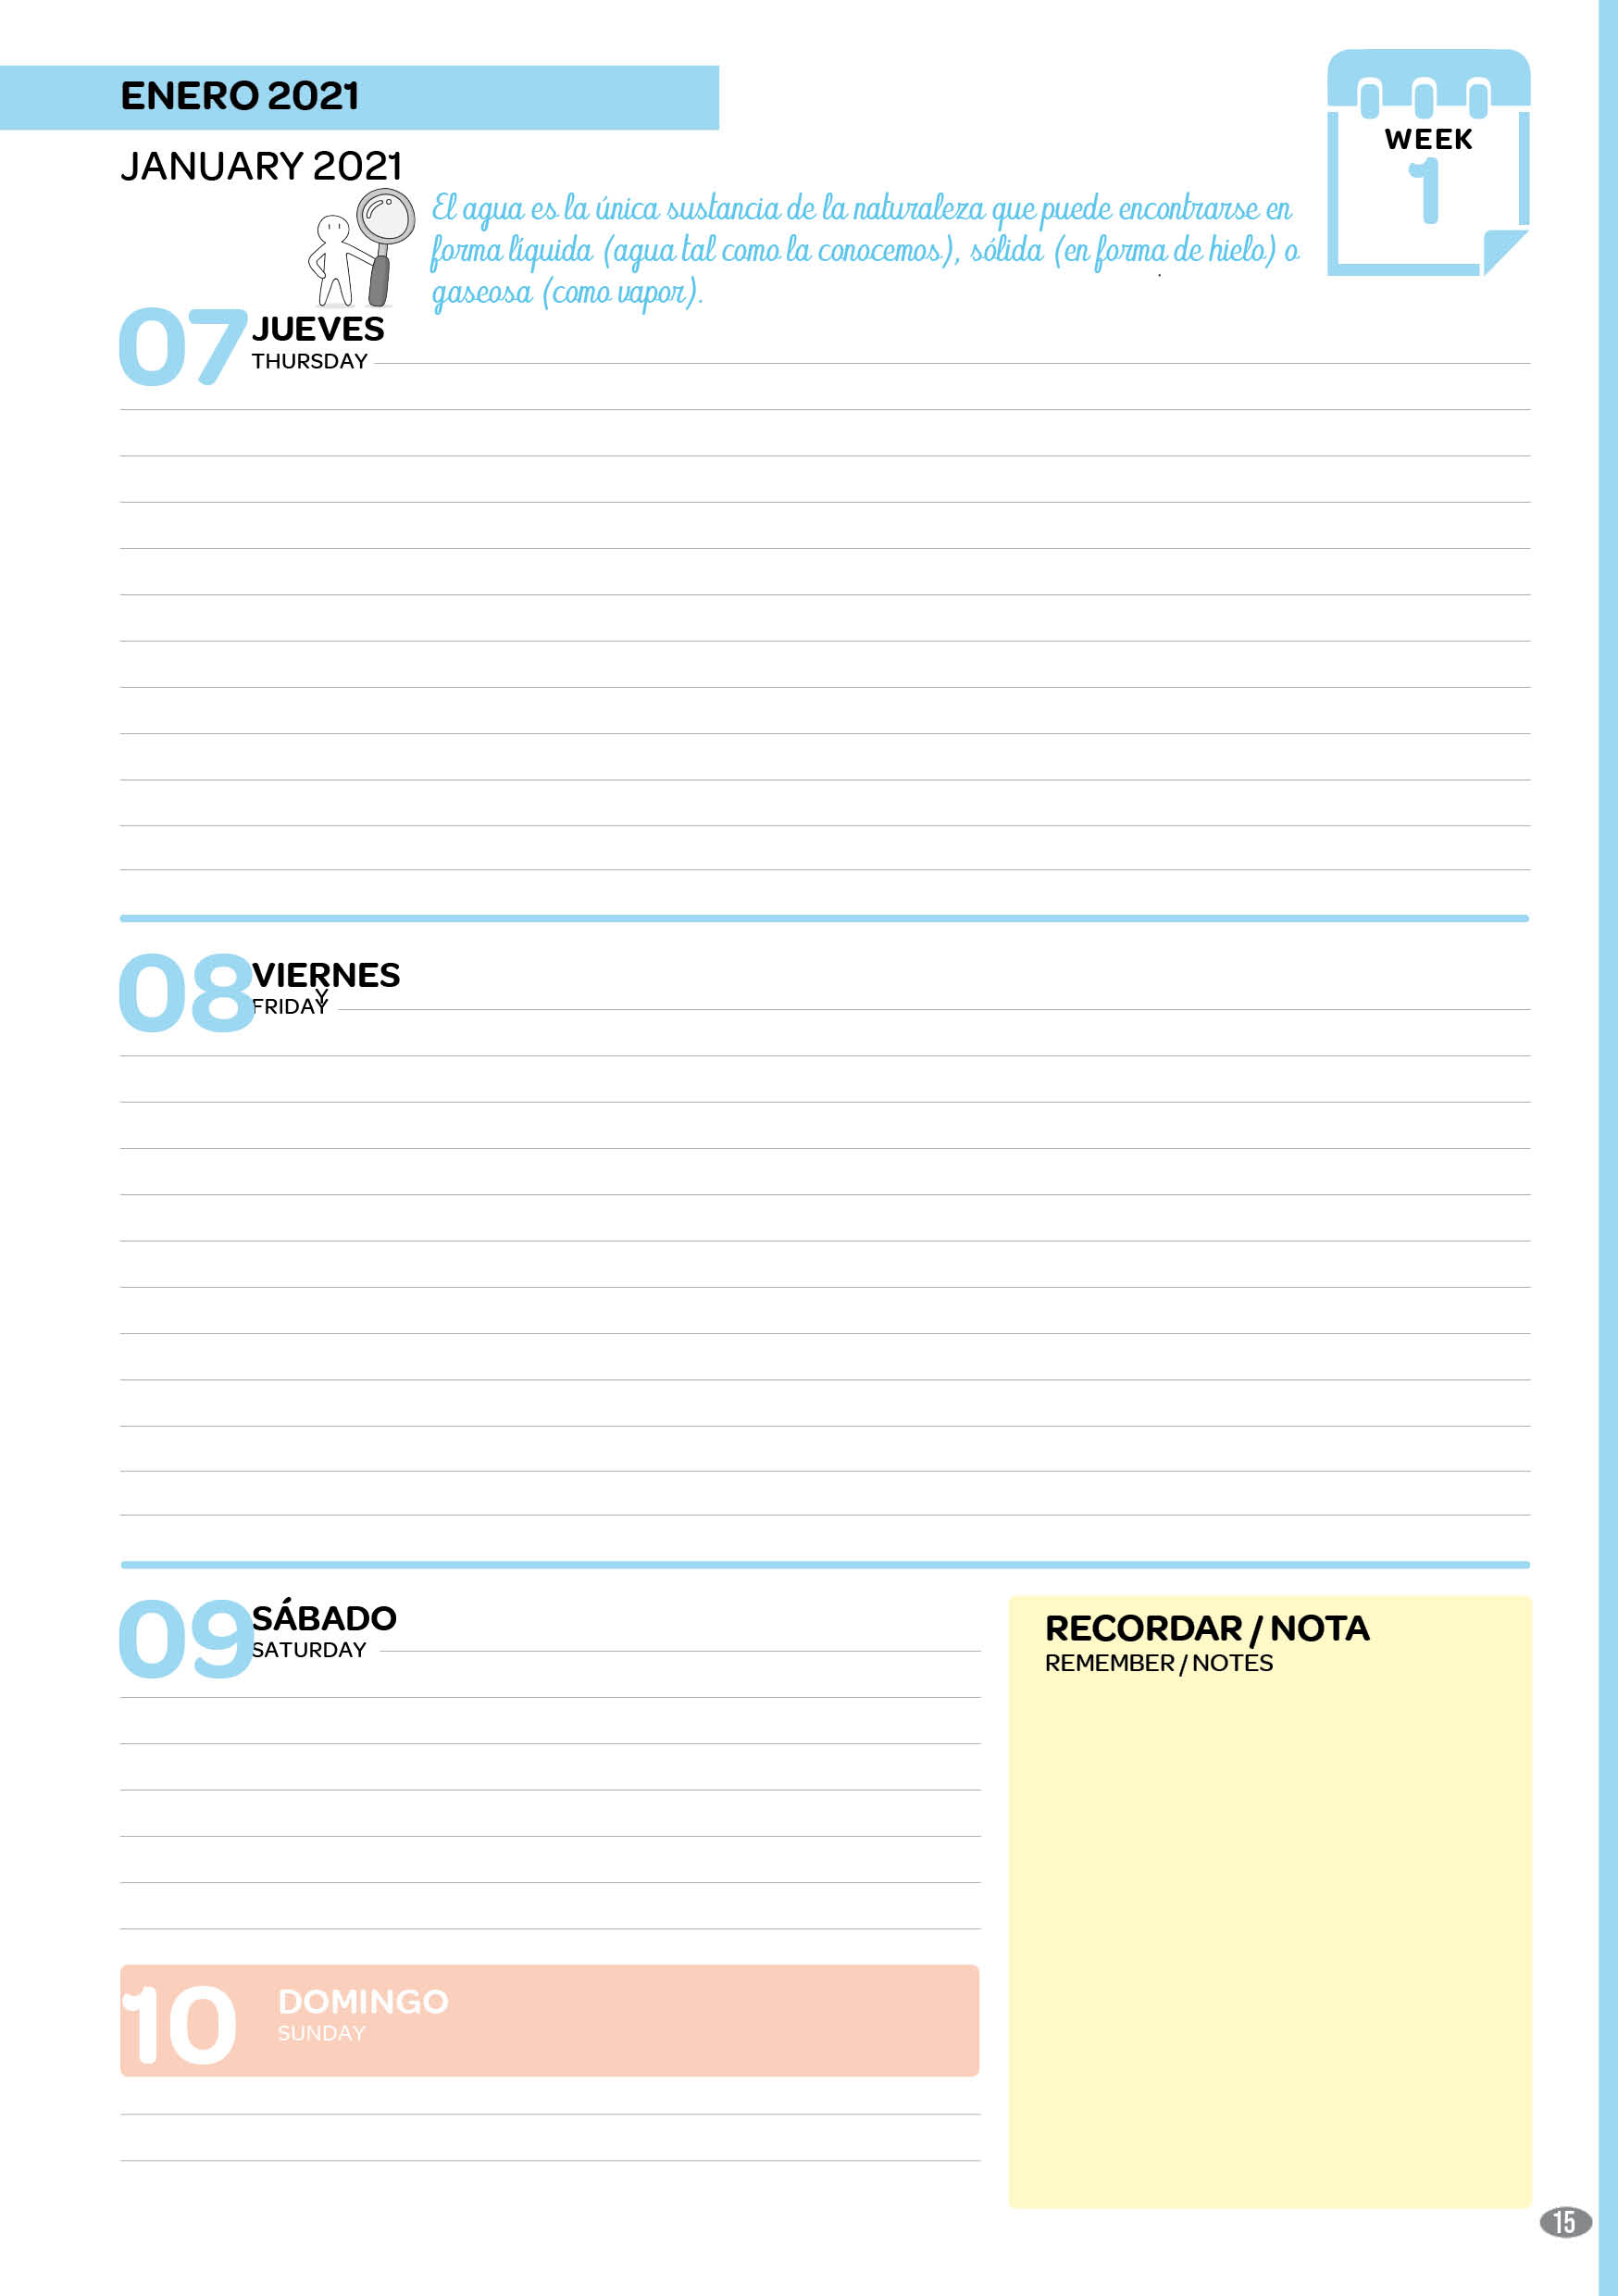 ENERO 2021
JANUARY 2021
WEEK
1
El agua es la única sustancia de la naturaleza que puede encontrarse en
forma líquida (agua tal como la conocemos), sólida (en forma de hielo) o
gaseosa (como vapor).
07 JUEVES
THURSDAY
08 VIERNES
Y
FRIDAY
09 SÁBADO
SATURDAY
RECORDAR / NOTA
REMEMBER / NOTES
10 DOMINGO
SUNDAY
15